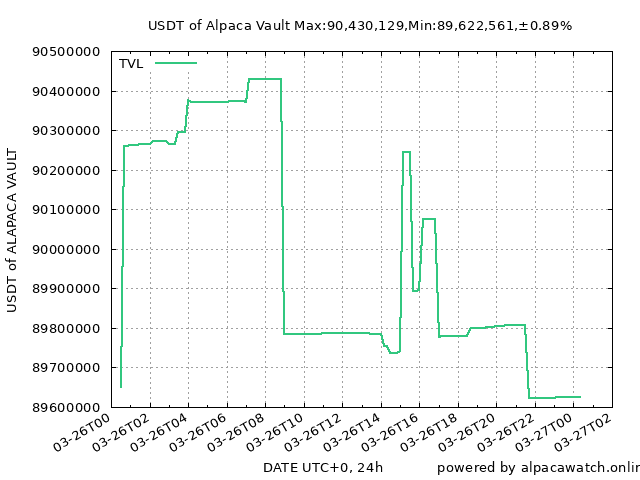 USDT of Alpaca Vault Max:90,430,129,Min:89,622,561,±0.89%
TVL
90500000
90400000
90300000
90200000
90100000
90000000
89900000
89800000
89700000
89600000
USDT of ALAPACA VAULT
03-26T00
03-26T02
03-26T04
03-26T06
03-26T08
03-26T10
03-26T12
03-26T14
03-26T16
03-26T18
03-26T20
03-26T22
03-27T00
03-27T02
DATE UTC+0, 24h
powered by alpacawatch.onlin